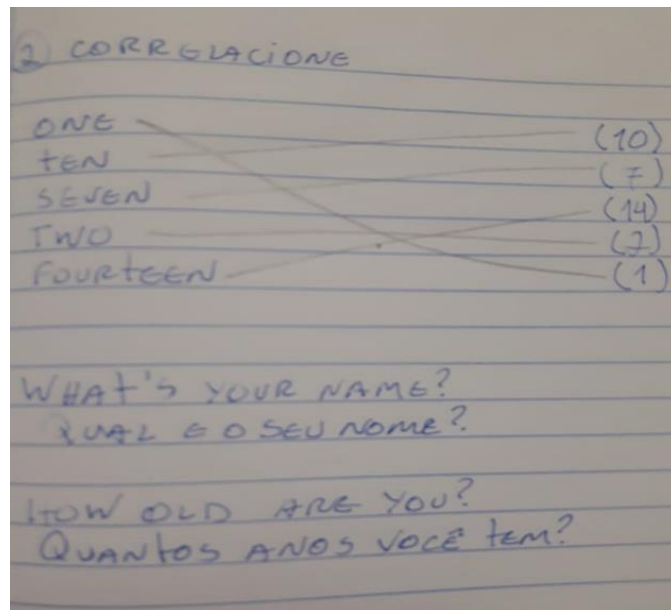 2 CORRELACIONE
ONE (10)
TEN (7)
SEVEN (14)
TWO (2)
FOURTEEN (1)
WHAT'S YOUR NAME?
QUAL E O SEU NOME?
HOW OLD ARE YOU?
QUANTOS ANOS VOCÊ TEM?